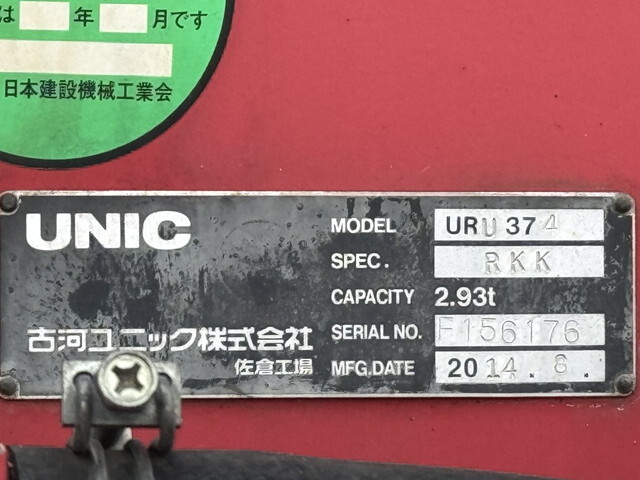 は 年 月です
日本建設機械工業会
UNIC
MODEL URU374
SPEC. RKK
CAPACITY 2.93t
古河ユニック株式会社
SERIAL NO. F156176
佐倉工場
MFG.DATE 2014.8.